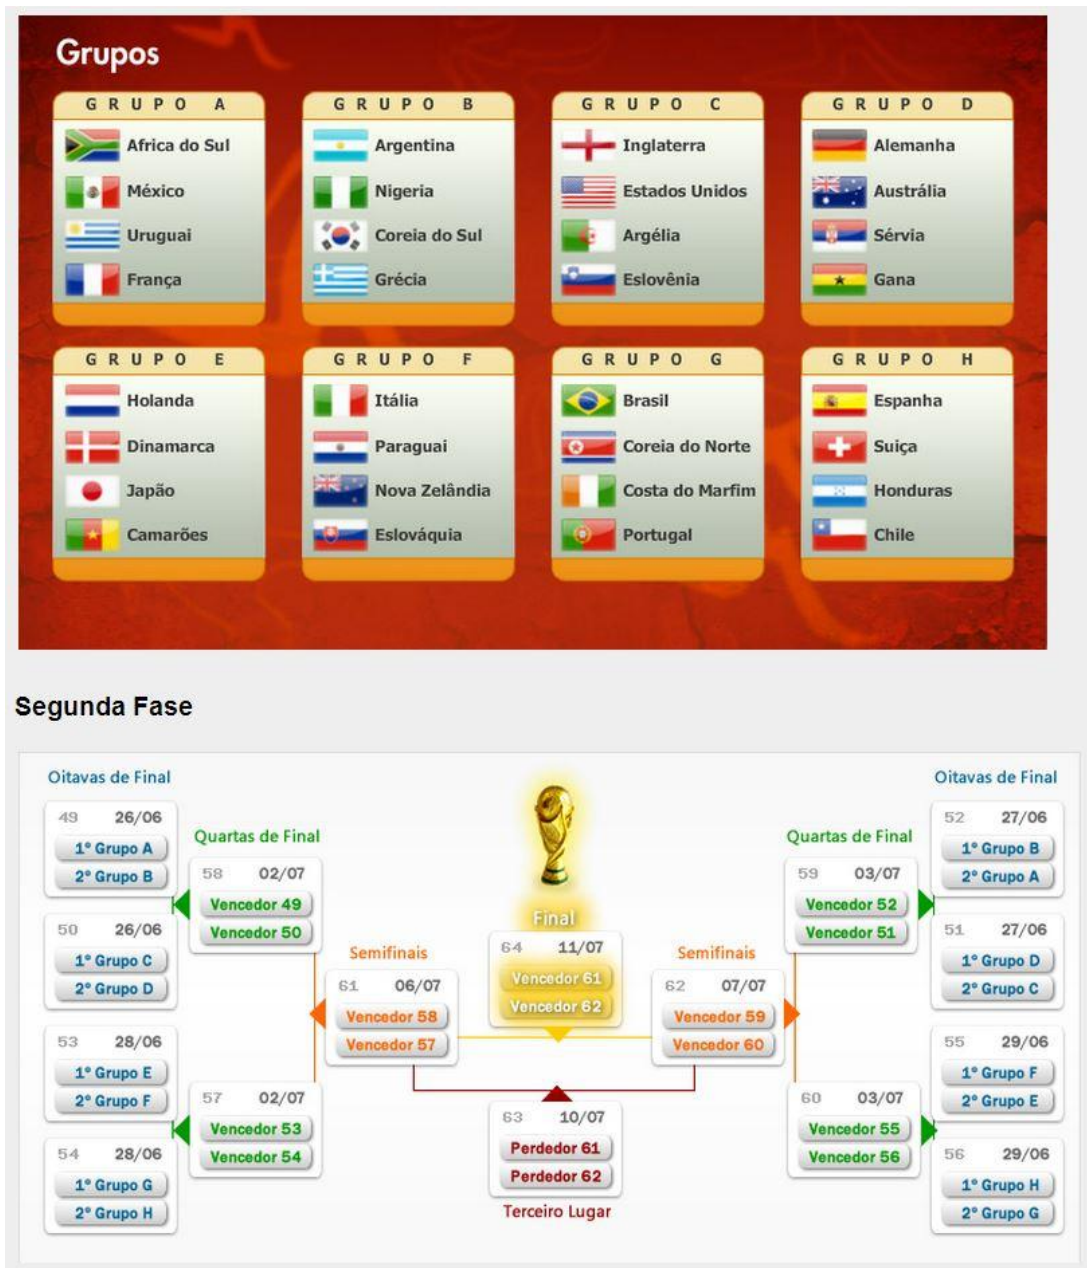 Grupos
GRUPO A
Africa do Sul
México
Uruguai
França
GRUPO B
Argentina
Nigeria
Coreia do Sul
Grécia
GRUPO C
Inglaterra
Estados Unidos
Argélia
Eslovênia
GRUPO D
Alemanha
Austrália
Sérvia
Gana
GRUPO E
Holanda
Dinamarca
Japão
Camarões
GRUPO F
Itália
Paraguai
Nova Zelândia
Eslováquia
GRUPO G
Brasil
Coreia do Norte
Costa do Marfim
Portugal
GRUPO H
Espanha
Suiça
Honduras
Chile
Segunda Fase
Oitavas de Final
49 26/06
1º Grupo A
2º Grupo B
50 26/06
1º Grupo C
2º Grupo D
53 28/06
1º Grupo E
2º Grupo F
54 28/06
1º Grupo G
2º Grupo H
Quartas de Final
58 02/07
Vencedor 49
Vencedor 50
57 02/07
Vencedor 53
Vencedor 54
Semifinais
61 06/07
Vencedor 58
Vencedor 57
Final
64 11/07
Vencedor 61
Vencedor 62
63 10/07
Perdedor 61
Perdedor 62
Terceiro Lugar
Semifinais
62 07/07
Vencedor 59
Vencedor 60
Quartas de Final
59 03/07
Vencedor 52
Vencedor 51
60 03/07
Vencedor 55
Vencedor 56
Oitavas de Final
52 27/06
1º Grupo B
2º Grupo A
51 27/06
1º Grupo D
2º Grupo C
55 29/06
1º Grupo F
2º Grupo E
56 29/06
1º Grupo H
2º Grupo G